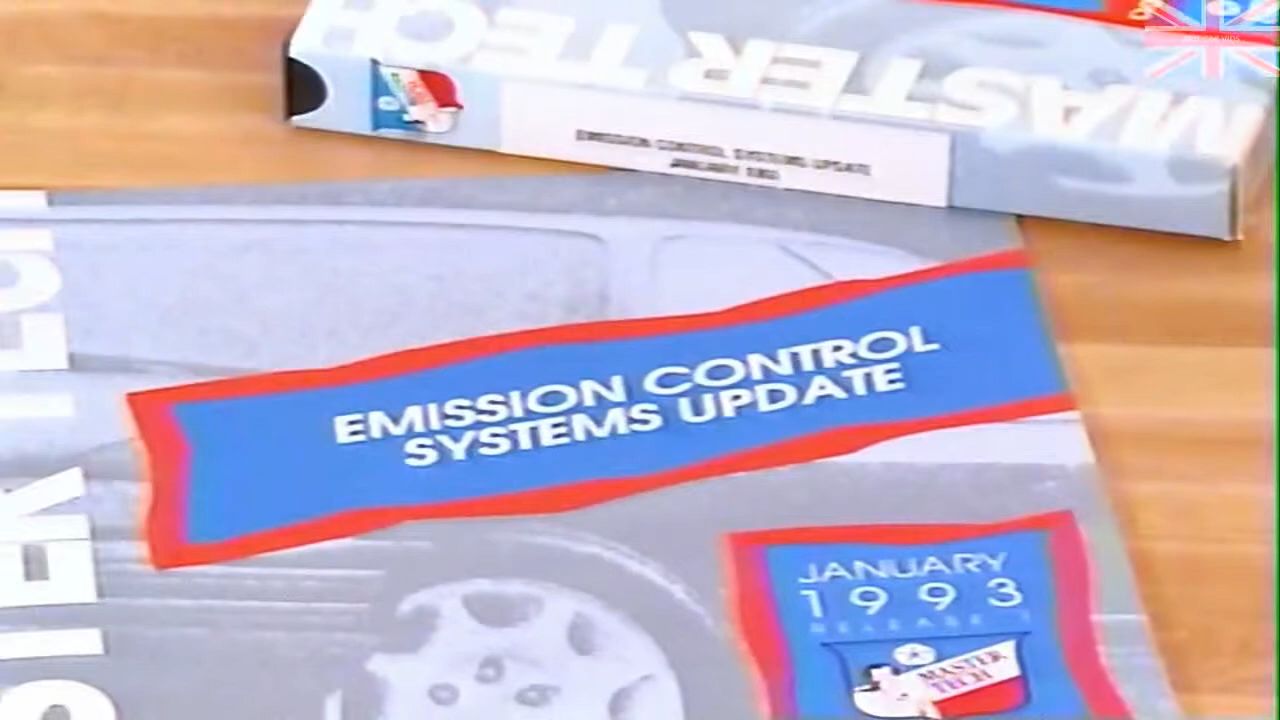 MASTER TECH
EMISSION CONTROL SYSTEMS UPDATE
JANUARY 1993
EMISSION CONTROL
SYSTEMS UPDATE
JANUARY
1993
MASTER
TECH